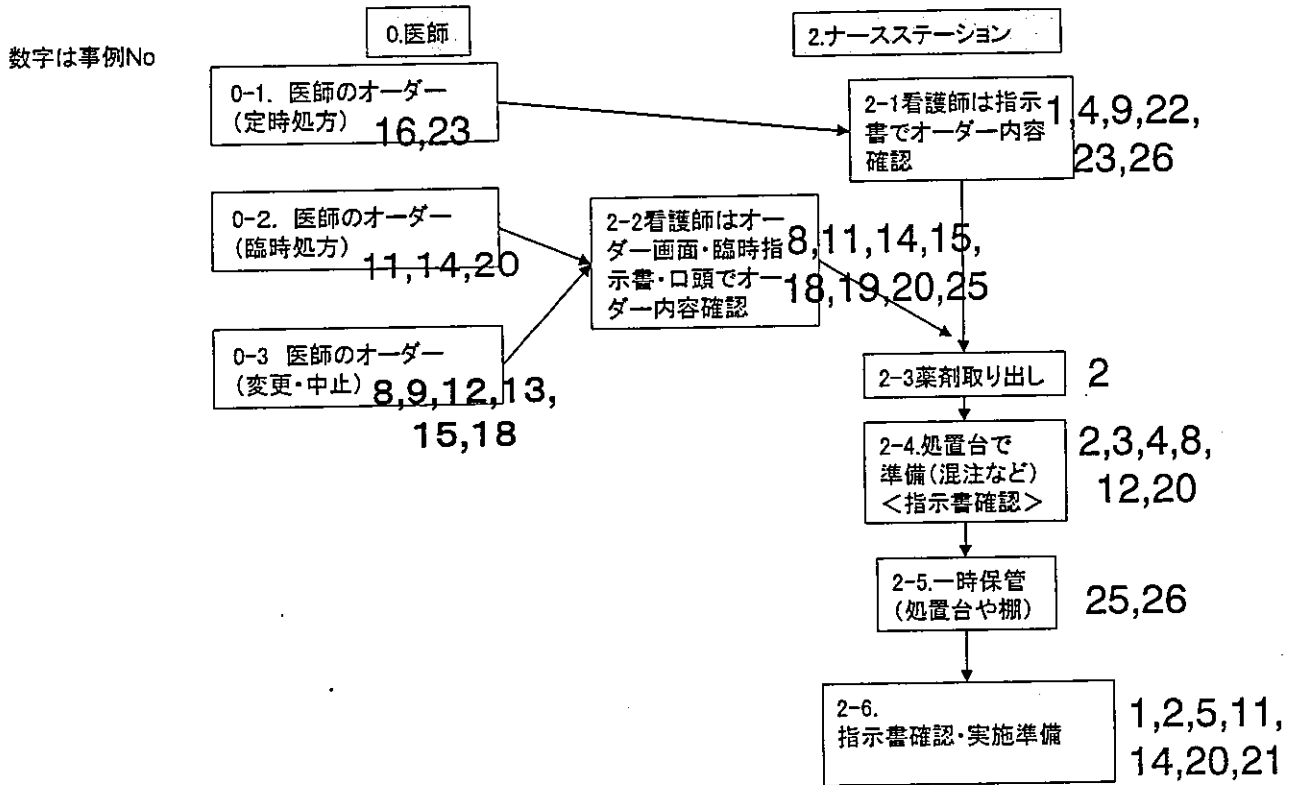 数字は事例No
0.医師
2.ナースステーション
0-1. 医師のオーダー
(定時処方)
16,23
2-1看護師は指示
書でオーダー内容
確認
1,4,9,22,
23,26
0-2. 医師のオーダー
(臨時処方)
11,14,20
2-2看護師はオー
ダー画面・臨時指
示書・口頭でオー
ダー内容確認
8,11,14,15,
18,19,20,25
0-3 医師のオーダー
(変更・中止)
8,9,12,13,
15,18
2-3薬剤取り出し
2
2-4.処置台で
準備(混注など)
<指示書確認>
2,3,4,8,
12,20
2-5.一時保管
(処置台や棚)
25,26
2-6.
指示書確認・実施準備
1,2,5,11,
14,20,21